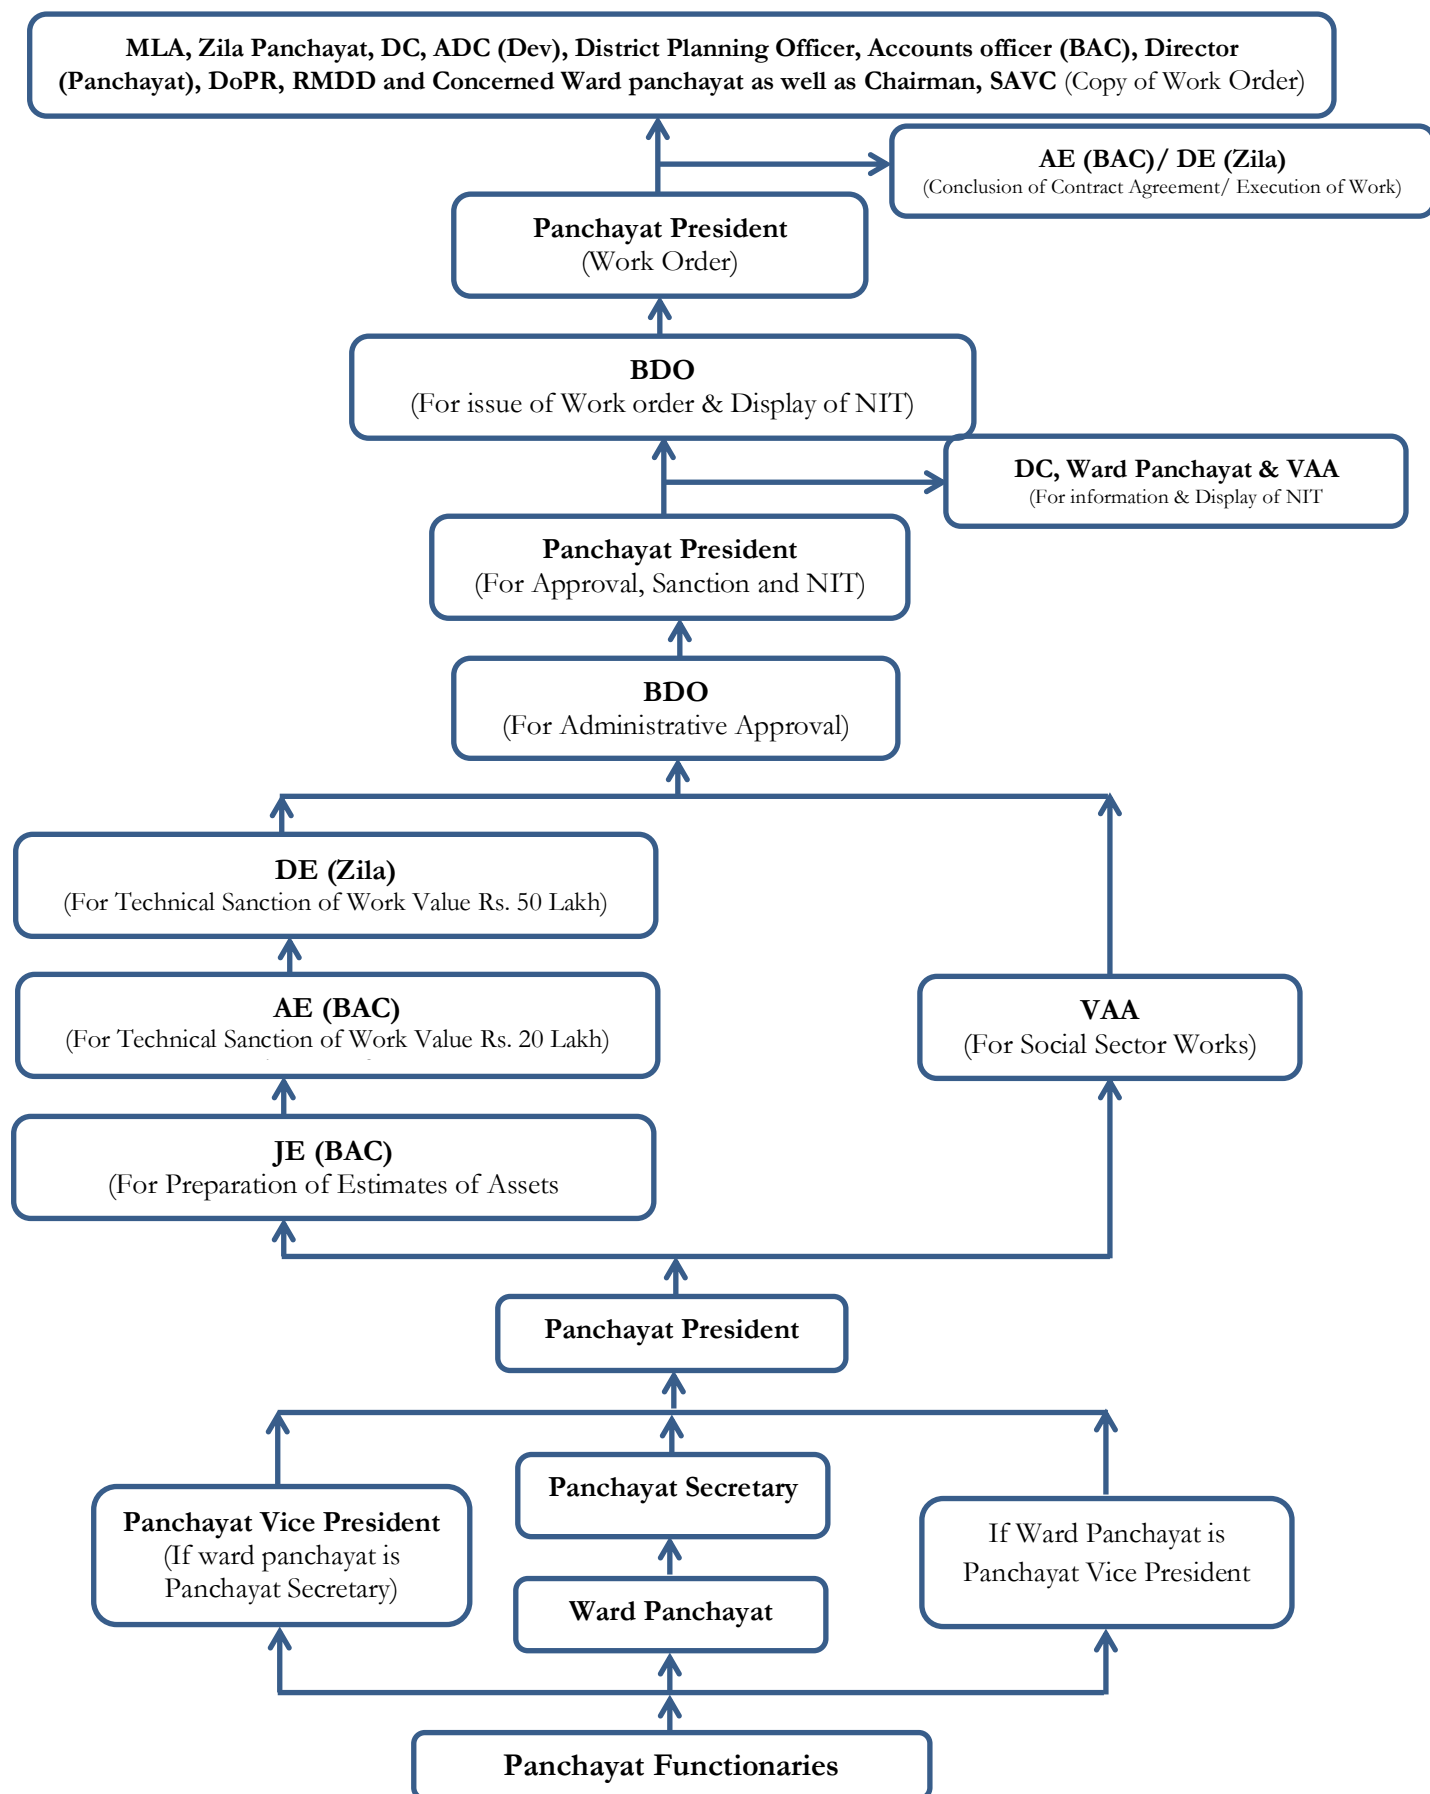 MLA, Zila Panchayat, DC, ADC (Dev), District Planning Officer, Accounts officer (BAC), Director
(Panchayat), DoPR, RMDD and Concerned Ward panchayat as well as Chairman, SAVC (Copy of Work Order)
AE (BAC)/ DE (Zila)
(Conclusion of Contract Agreement/ Execution of Work)
Panchayat President
(Work Order)
BDO
(For issue of Work order & Display of NIT)
DC, Ward Panchayat & VAA
(For information & Display of NIT
Panchayat President
(For Approval, Sanction and NIT)
BDO
(For Administrative Approval)
DE (Zila)
(For Technical Sanction of Work Value Rs. 50 Lakh)
AE (BAC)
(For Technical Sanction of Work Value Rs. 20 Lakh)
VAA
(For Social Sector Works)
JE (BAC)
(For Preparation of Estimates of Assets
Panchayat President
Panchayat Secretary
Panchayat Vice President
(If ward panchayat is
Panchayat Secretary)
If Ward Panchayat is
Panchayat Vice President
Ward Panchayat
Panchayat Functionaries